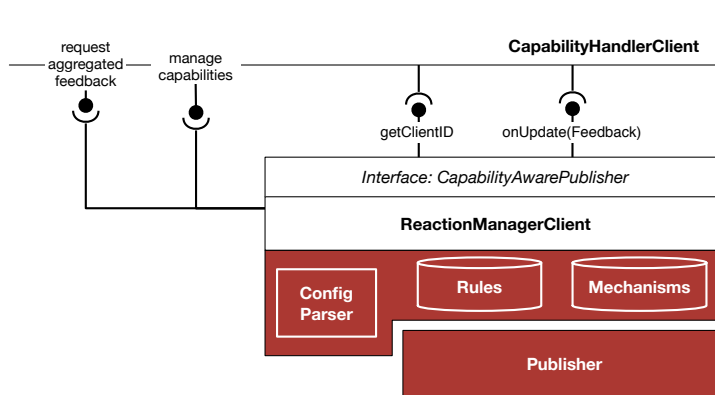 CapabilityHandlerClient
request
aggregated
feedback
manage
capabilities
getClientID
onUpdate(Feedback)
Interface: CapabilityAwarePublisher
ReactionManagerClient
Config
Parser
Rules
Mechanisms
Publisher